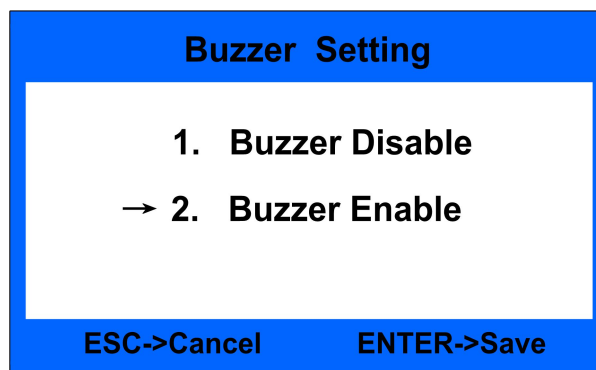 Buzzer Setting
1. Buzzer Disable
→ 2. Buzzer Enable
ESC->Cancel ENTER->Save